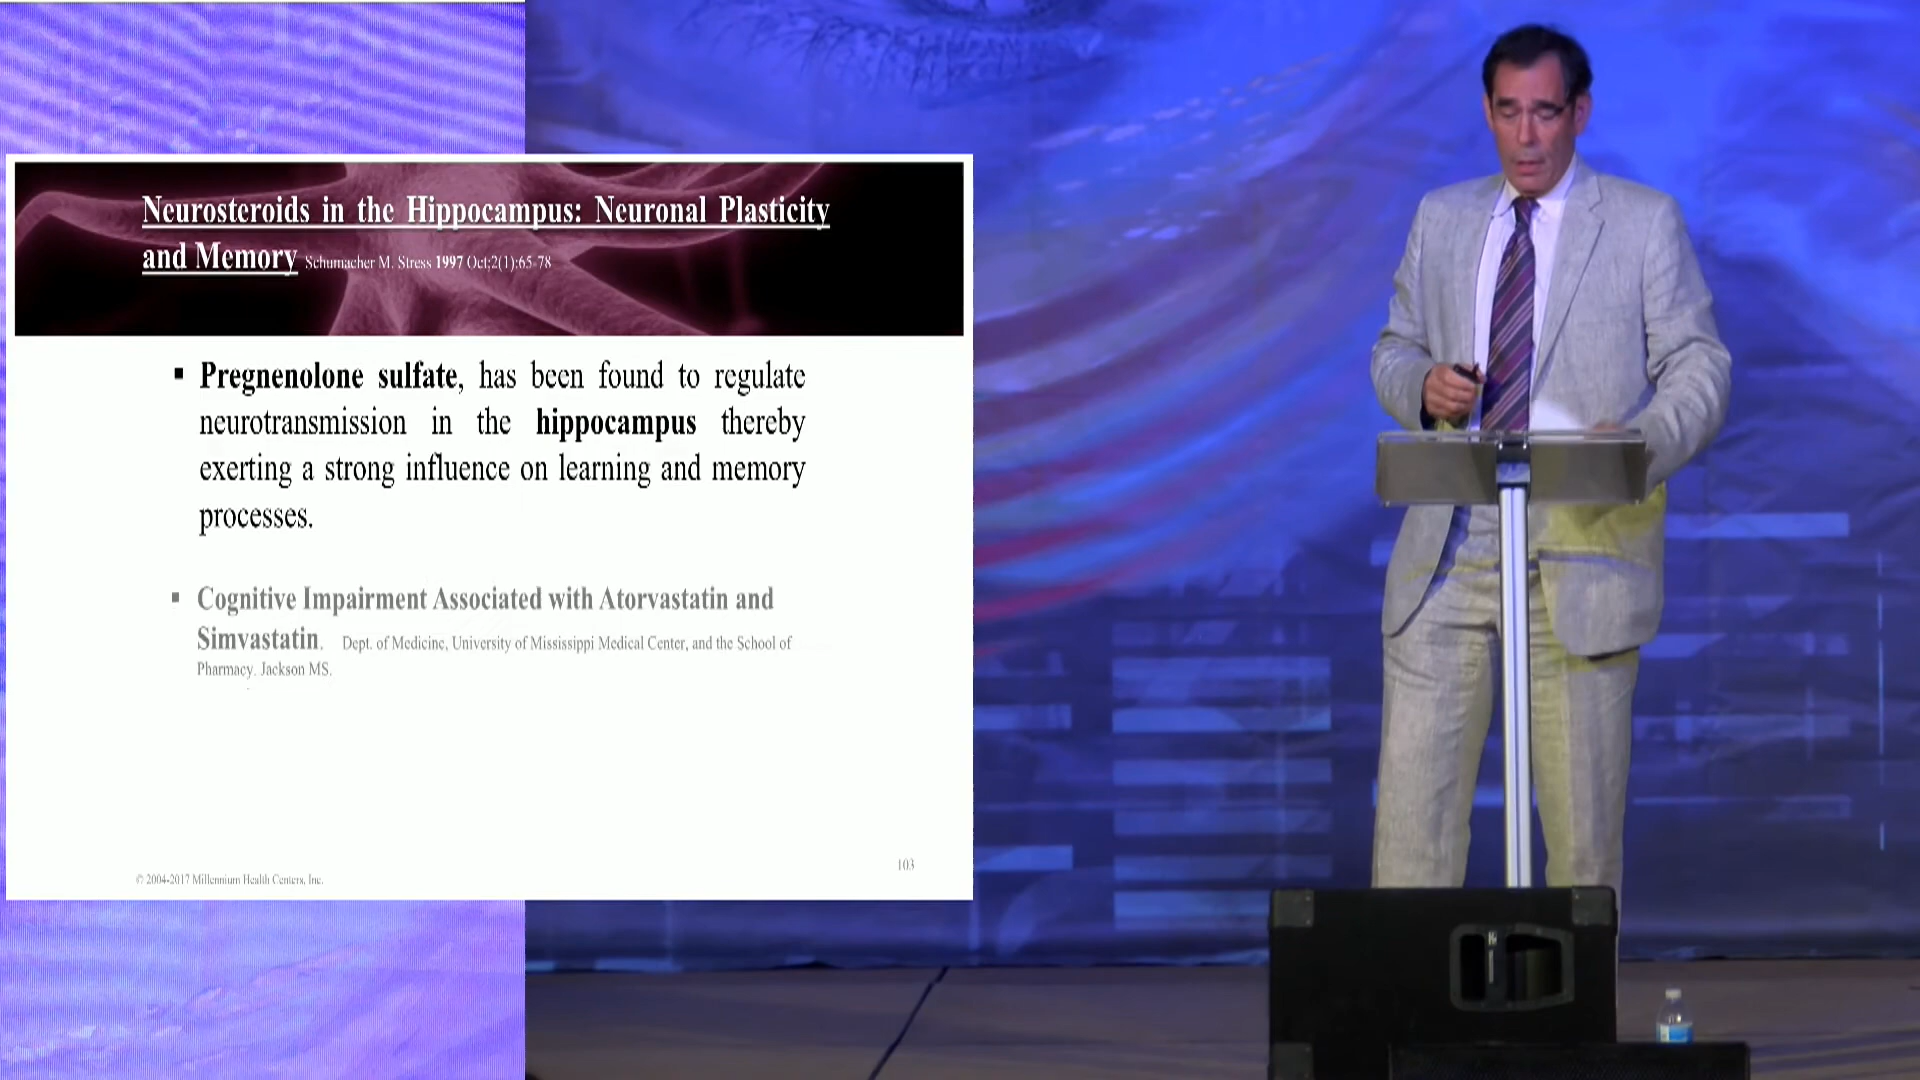 Neurosteroids in the Hippocampus: Neuronal Plasticity
and Memory Schumacher M. Stress 1997 Oct;2(1):65-78
▪ Pregnenolone sulfate, has been found to regulate
neurotransmission in the hippocampus thereby
exerting a strong influence on learning and memory
processes.
▪ Cognitive Impairment Associated with Atorvastatin and
Simvastatin. Dept. of Medicine, University of Mississippi Medical Center, and the School of
Pharmacy. Jackson MS.
103
© 2004-2017 Millennium Health Centers, Inc.